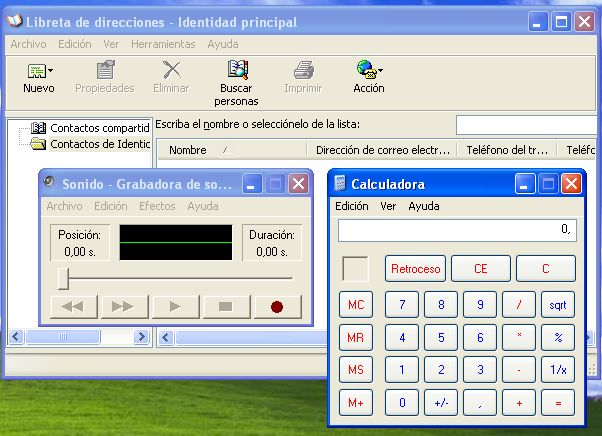 Libreta de direcciones - Identidad principal
Archivo Edición Ver Herramientas Ayuda
Nuevo Propiedades Eliminar Buscar personas Imprimir Acción
Contactos compartid
Contactos de Identic
Escriba el nombre o selecciónelo de la lista:
Nombre Dirección de correo electr... Teléfono del tr... Teléfc
Sonido - Grabadora de so...
Archivo Edición Efectos Ayuda
Posición:
0,00 s.
Duración:
0,00 s.
Calculadora
Edición Ver Ayuda
0,
Retroceso CE C
MC 7 8 9 / sqrt
MR 4 5 6 * %
MS 1 2 3 - 1/x
M+ 0 +/- , + =